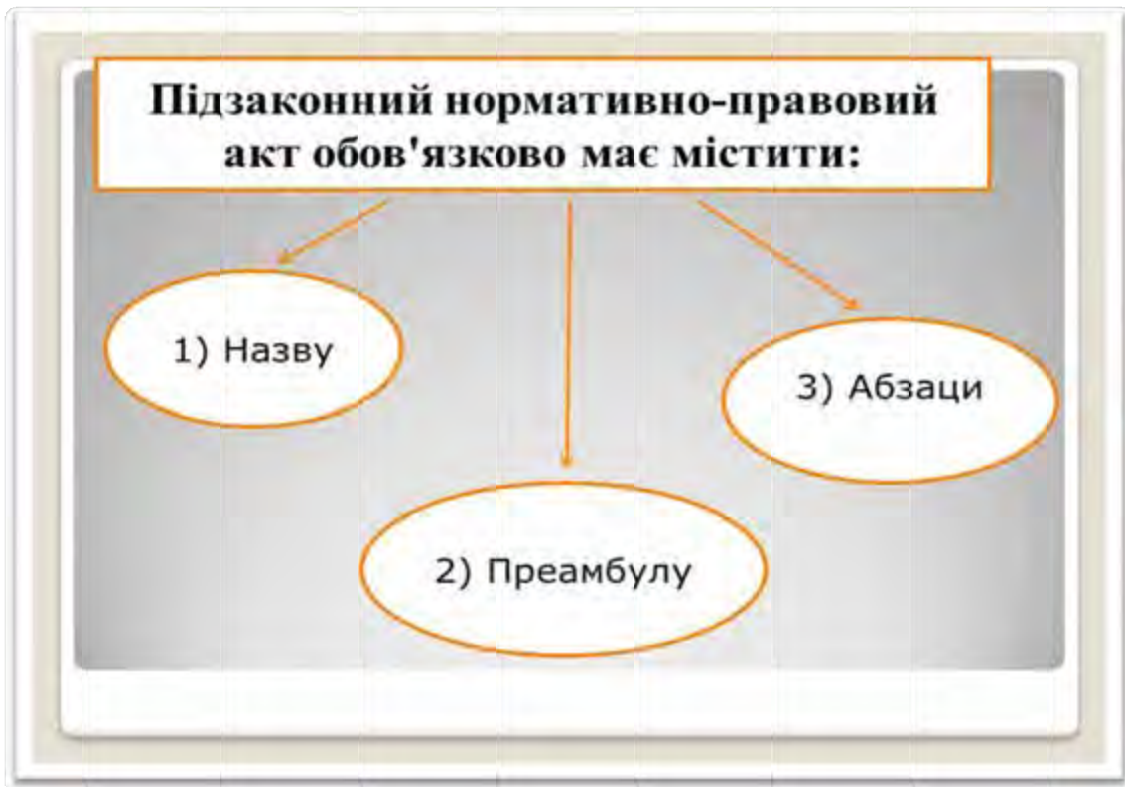 Підзаконний нормативно-правовий
акт обов'язково має містити:
1) Назву
2) Преамбулу
3) Абзаци